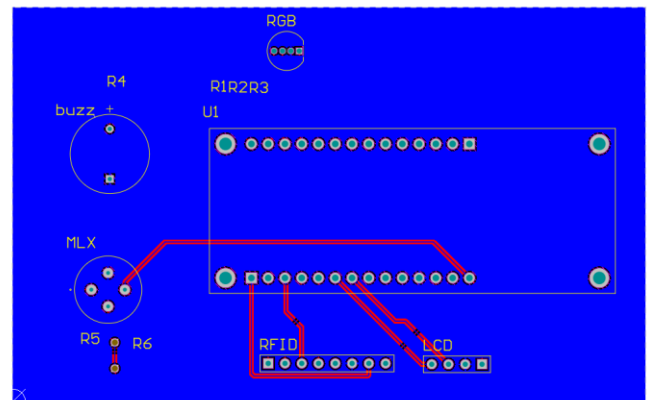 RGB
R4
R1R2R3
buzz +
U1
MLX
R5 R6
RFID
LCD